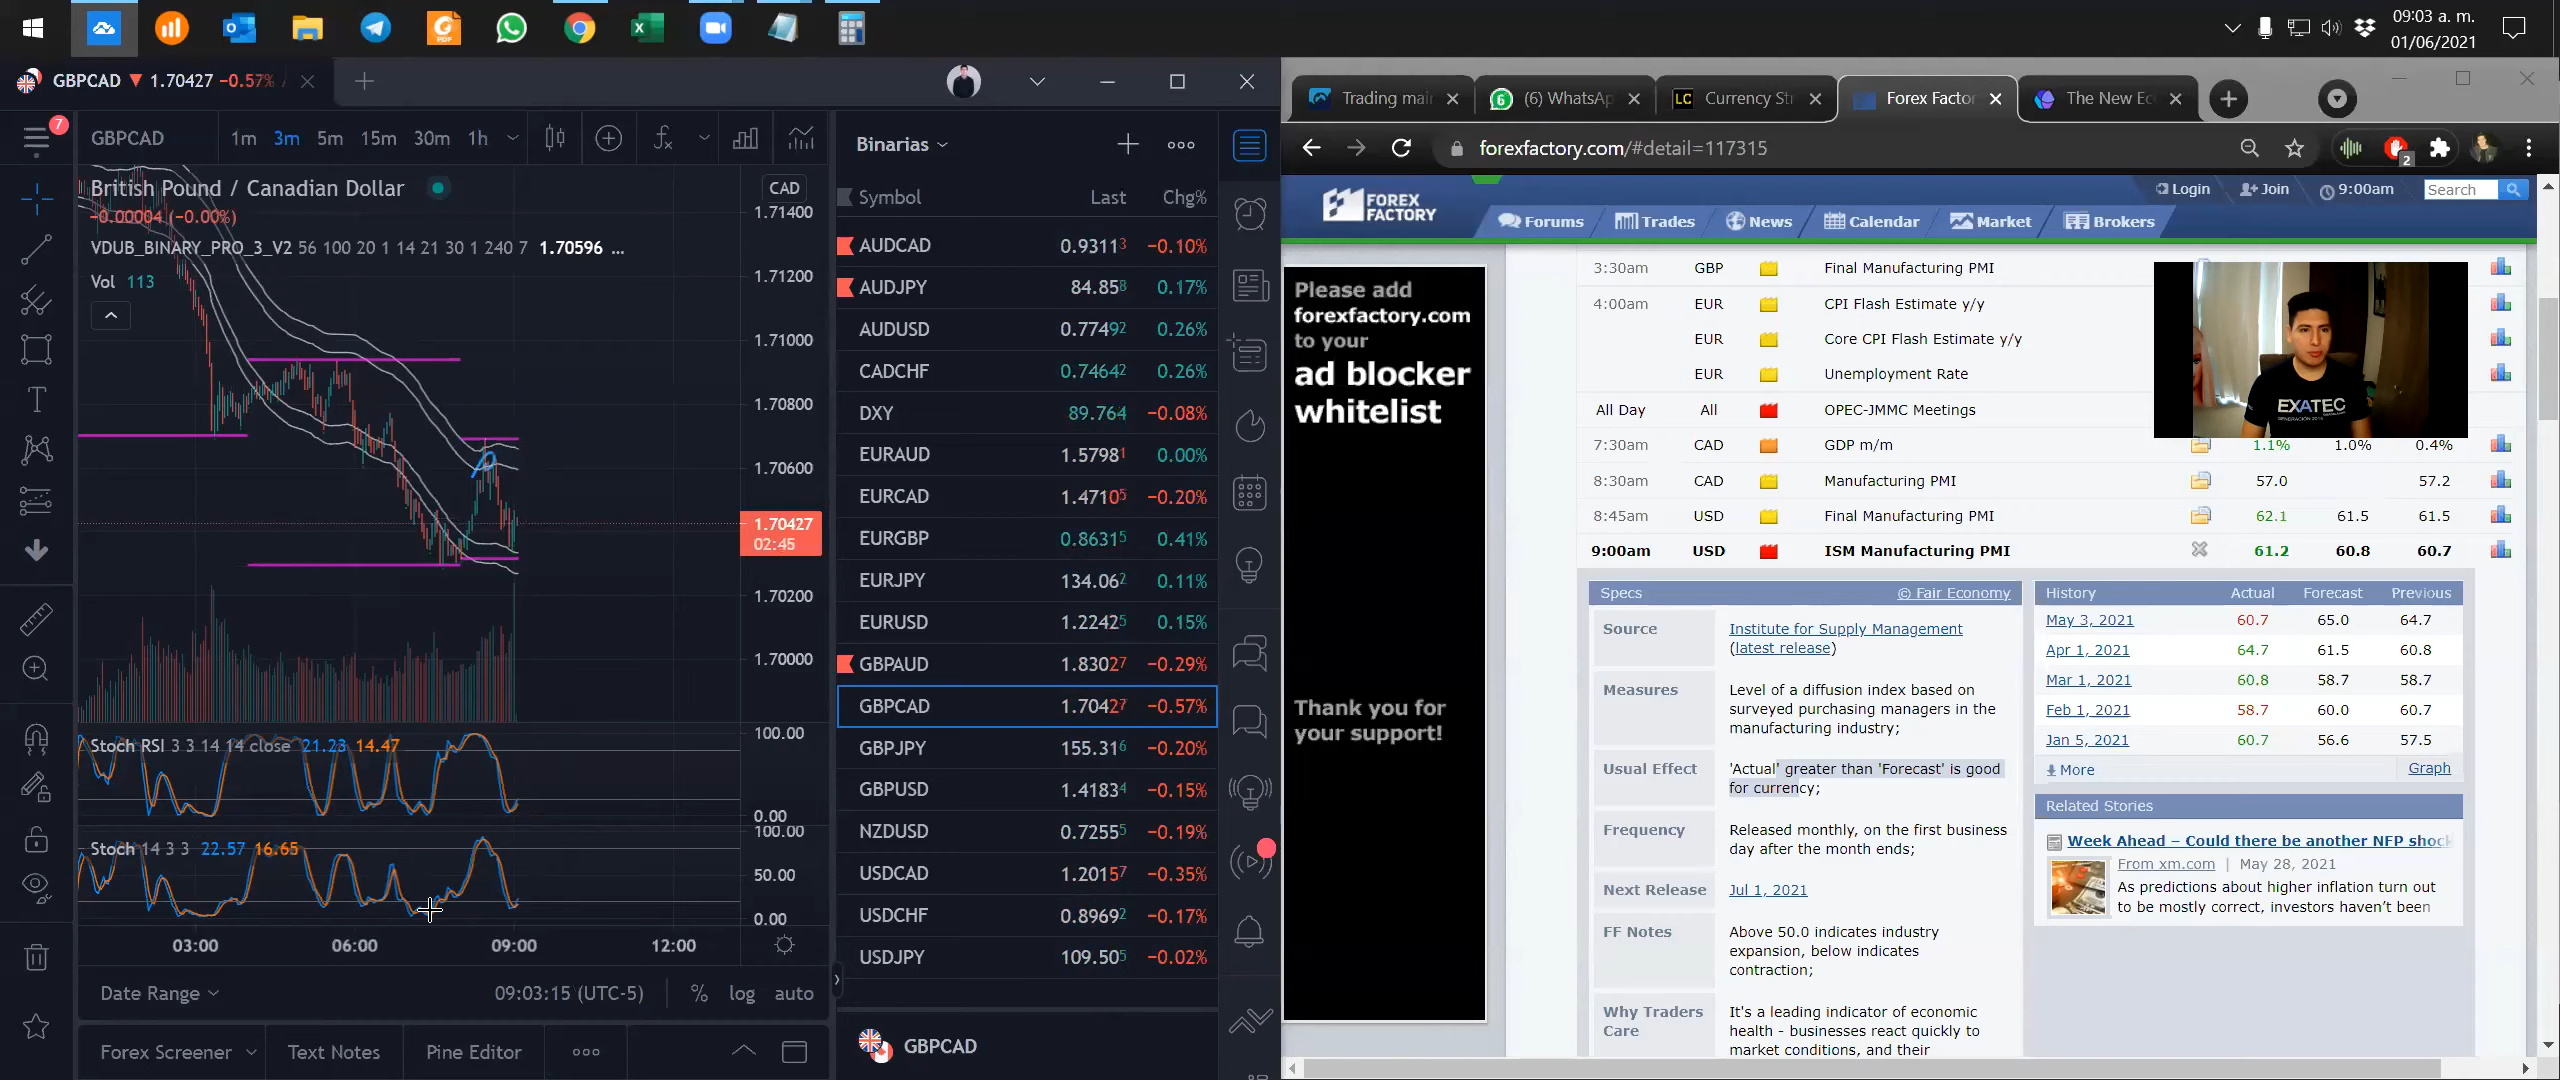 09:03 a. m.
01/06/2021
GBPCAD ▼ 1.70427 −0.57%
Trading mai
(6) WhatsAp
Currency St
Forex Factor
The New Ec
7
GBPCAD
1m 3m 5m 15m 30m 1h
Binarias
forexfactory.com/#detail=117315
2
British Pound / Canadian Dollar
CAD
−0.00004 (−0.00%)
VDUB_BINARY_PRO_3_V2 56 100 20 1 14 21 30 1 240 7 1.70596 ...
Vol 113
1.71400
1.71200
1.71000
1.70800
1.70600
1.70427
02:45
1.70200
1.70000
Stoch RSI 3 3 14 14 close 21.23 14.47
100.00
0.00
Stoch 14 3 3 22.57 16.65
100.00
50.00
0.00
03:00 06:00 09:00 12:00
Date Range
09:03:15 (UTC-5)
% log auto
Forex Screener
Text Notes
Pine Editor
Symbol Last Chg%
AUDCAD 0.93113 −0.10%
AUDJPY 84.858 0.17%
AUDUSD 0.77492 0.26%
CADCHF 0.74642 0.26%
DXY 89.764 −0.08%
EURAUD 1.57981 0.00%
EURCAD 1.47105 −0.20%
EURGBP 0.86315 0.41%
EURJPY 134.062 0.11%
EURUSD 1.22425 0.15%
GBPAUD 1.83027 −0.29%
GBPCAD 1.70427 −0.57%
GBPJPY 155.316 −0.20%
GBPUSD 1.41834 −0.15%
NZDUSD 0.72555 −0.19%
USDCAD 1.20157 −0.35%
USDCHF 0.89692 −0.17%
USDJPY 109.505 −0.02%
GBPCAD
FOREX
FACTORY
Login
Join
9:00am
Search
Forums
Trades
News
Calendar
Market
Brokers
Please add
forexfactory.com
to your
ad blocker
whitelist
Thank you for
your support!
3:30am GBP Final Manufacturing PMI
4:00am EUR CPI Flash Estimate y/y
EUR Core CPI Flash Estimate y/y
EUR Unemployment Rate
All Day All OPEC-JMMC Meetings
EXATEC
7:30am CAD GDP m/m 1.1% 1.0% 0.4%
8:30am CAD Manufacturing PMI 57.0 57.2
8:45am USD Final Manufacturing PMI 62.1 61.5 61.5
9:00am USD ISM Manufacturing PMI 61.2 60.8 60.7
Specs
© Fair Economy
Source
Institute for Supply Management
(latest release)
Measures
Level of a diffusion index based on
surveyed purchasing managers in the
manufacturing industry;
Usual Effect
'Actual' greater than 'Forecast' is good
for currency;
Frequency
Released monthly, on the first business
day after the month ends;
Next Release
Jul 1, 2021
FF Notes
Above 50.0 indicates industry
expansion, below indicates
contraction;
Why Traders
Care
It's a leading indicator of economic
health - businesses react quickly to
market conditions, and their
History Actual Forecast Previous
May 3, 2021 60.7 65.0 64.7
Apr 1, 2021 64.7 61.5 60.8
Mar 1, 2021 60.8 58.7 58.7
Feb 1, 2021 58.7 60.0 60.7
Jan 5, 2021 60.7 56.6 57.5
More
Graph
Related Stories
Week Ahead – Could there be another NFP shock
From xm.com | May 28, 2021
As predictions about higher inflation turn out
to be mostly correct, investors haven't been